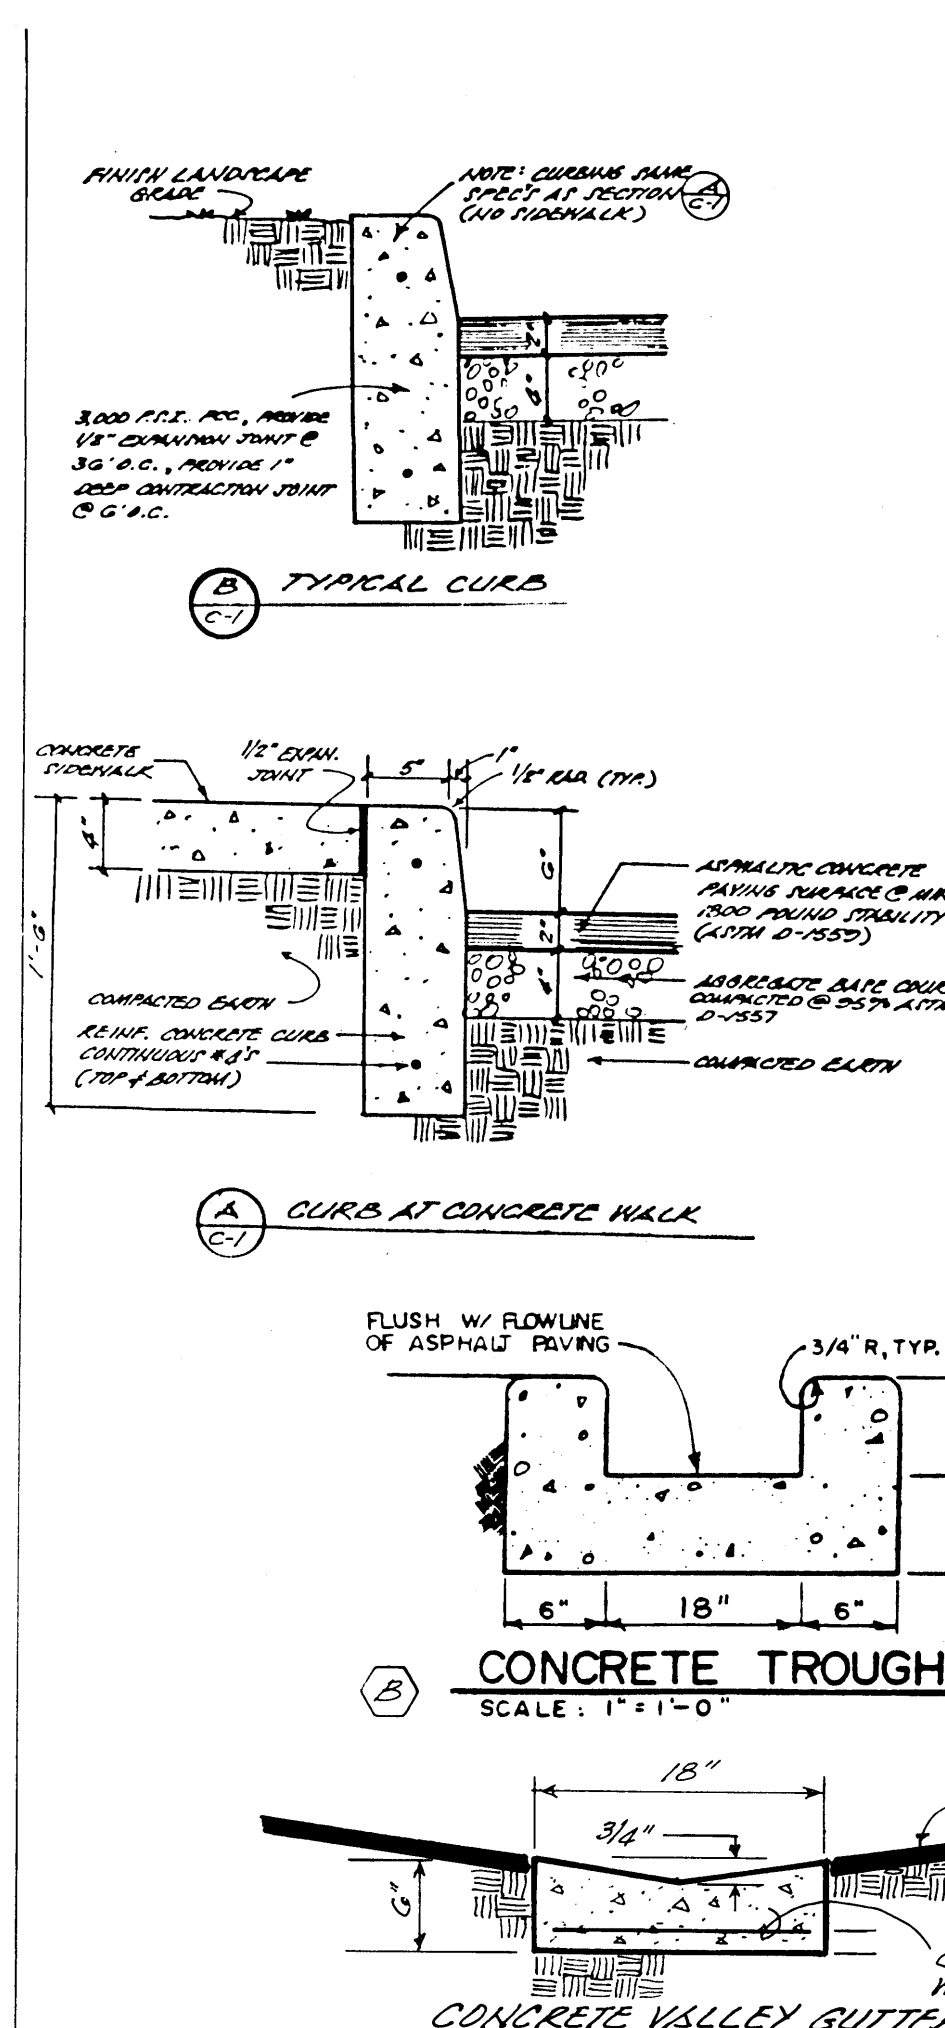 FINISH LANDSCAPE
GRADE
NOTE: CURBING SAME
SPEC'S AS SECTION A
C-1
(NO SIDEWALK)
2"
4"
3,000 P.S.I. PCC, PROVIDE
1/8" EXPANSION JOINT @
36' O.C., PROVIDE 1"
DEEP CONTRACTION JOINT
@ 6' O.C.
B
C-1
TYPICAL CURB
CONCRETE
SIDEWALK
1/2" EXPAN.
JOINT
5"
1"
1/8" RAD. (TYP.)
4"
6"
1'-6"
2"
4"
ASPHALTIC CONCRETE
PAVING SURFACE @
1800 POUND STABILITY
(ASTM D-1559)
AGGREGATE BASE
COMPACTED @ 95%
D-1557
COMPACTED EARTH
COMPACTED EARTH
REINF. CONCRETE CURB
CONTINUOUS
(TOP & BOTTOM)
A
C-1
CURB AT CONCRETE WALK
FLUSH W/ FLOWLINE
OF ASPHALT PAVING
3/4" R, TYP.
6"
18"
6"
B
CONCRETE TROUGH
SCALE: 1" = 1'-0"
18"
3/4"
6"
CONCRETE VALLEY